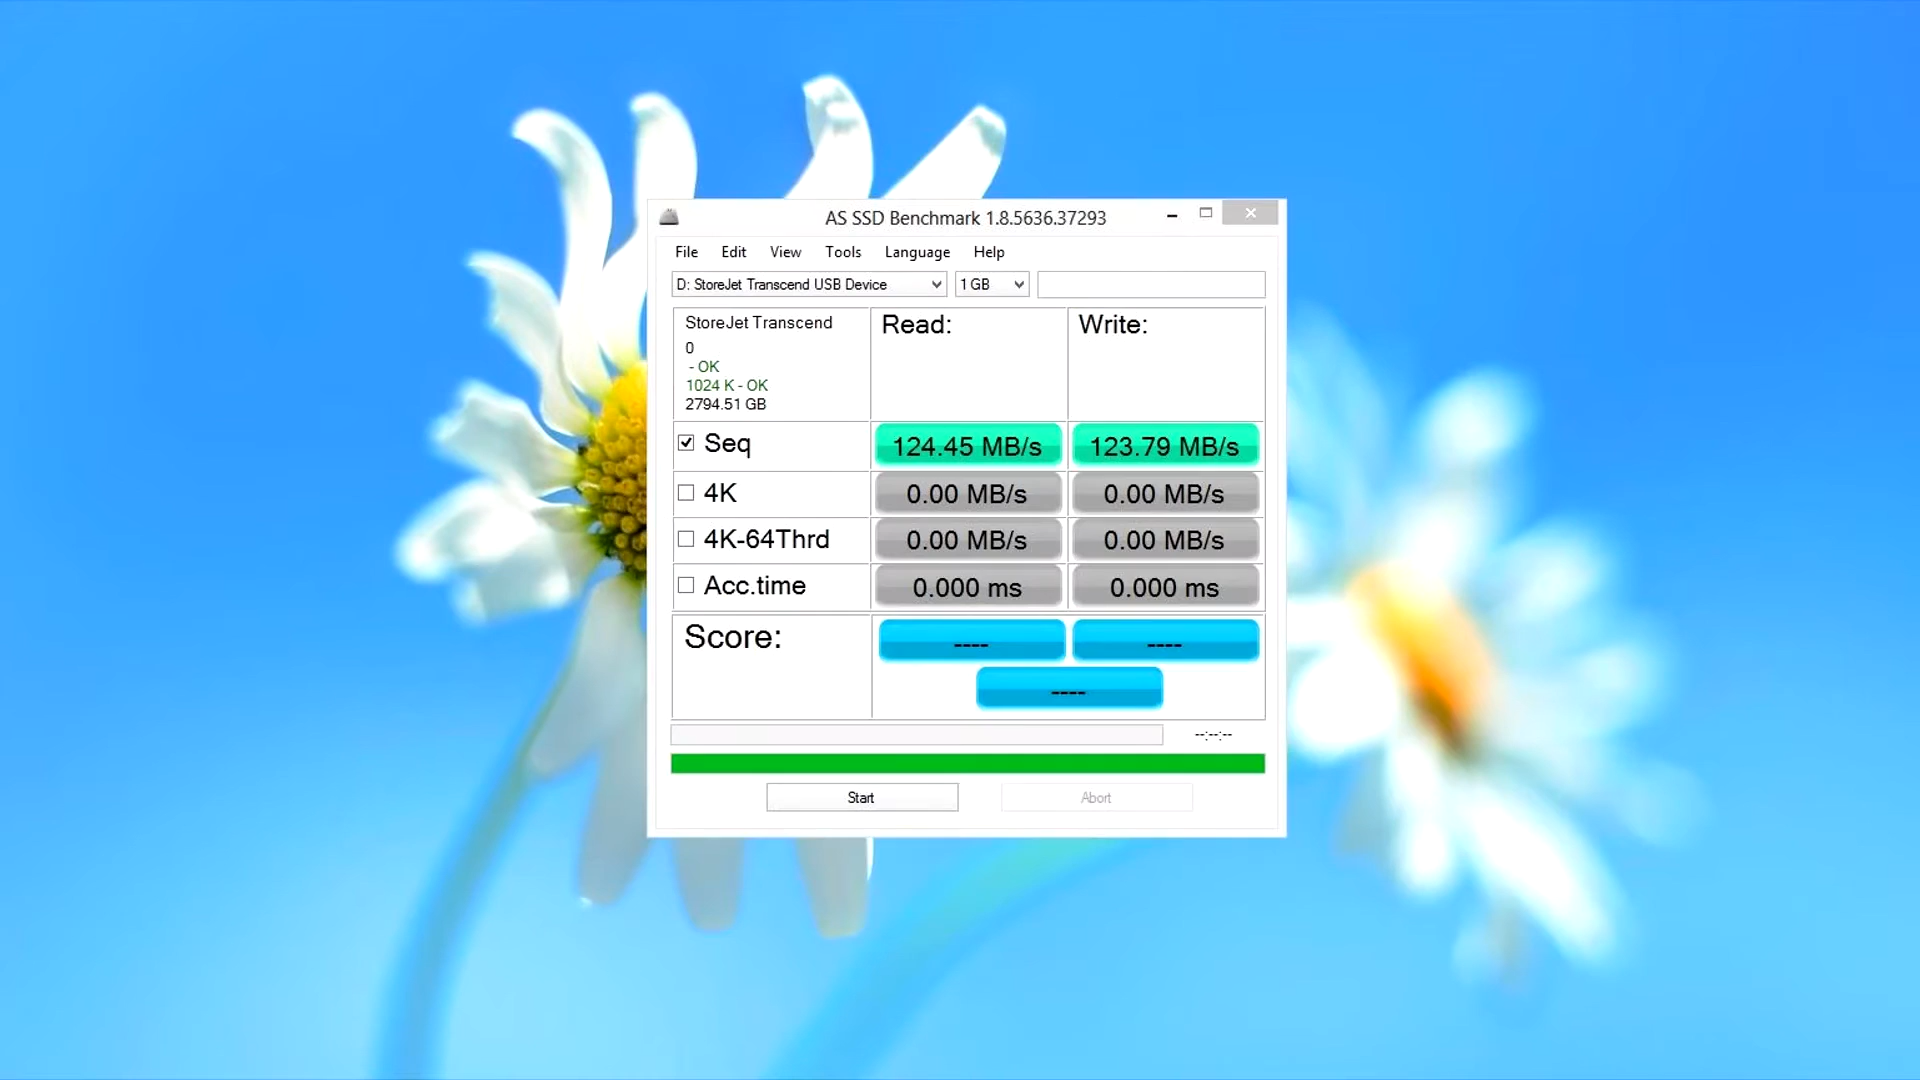 AS SSD Benchmark 1.8.5636.37293
File Edit View Tools Language Help
D: StoreJet Transcend USB Device 1 GB
StoreJet Transcend
0
- OK
1024 K - OK
2794.51 GB
Read: Write:
Seq 124.45 MB/s 123.79 MB/s
4K 0.00 MB/s 0.00 MB/s
4K-64Thrd 0.00 MB/s 0.00 MB/s
Acc.time 0.000 ms 0.000 ms
Score: ---- ----
----
--:--:--
Start Abort